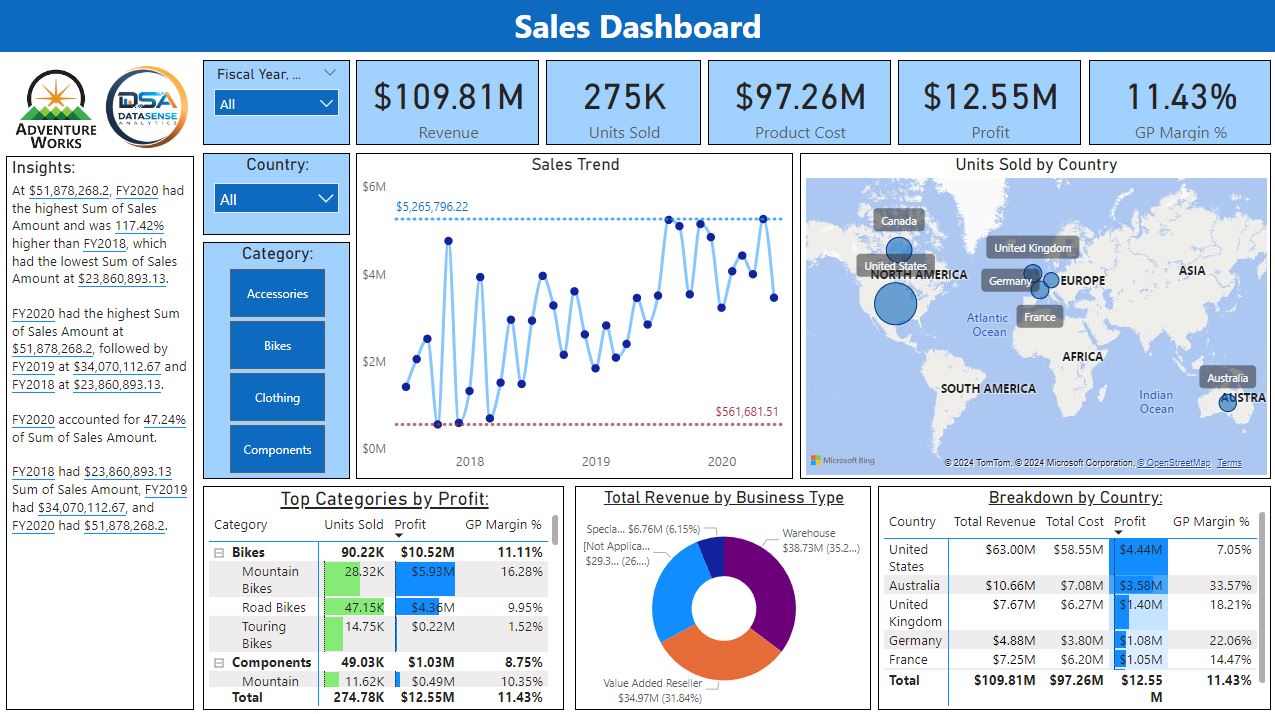 Sales Dashboard
ADVENTURE
WORKS
DSA
DATASENSE
ANALYTICS
Fiscal Year, ...
All
$109.81M
Revenue
275K
Units Sold
$97.26M
Product Cost
$12.55M
Profit
11.43%
GP Margin %
Insights:
At $51,878,268.2, FY2020 had
the highest Sum of Sales
Amount and was 117.42%
higher than FY2018, which
had the lowest Sum of Sales
Amount at $23,860,893.13.
FY2020 had the highest Sum
of Sales Amount at
$51,878,268.2, followed by
FY2019 at $34,070,112.67 and
FY2018 at $23,860,893.13.
FY2020 accounted for 47.24%
of Sum of Sales Amount.
FY2018 had $23,860,893.13
Sum of Sales Amount, FY2019
had $34,070,112.67, and
FY2020 had $51,878,268.2.
Country:
All
Category:
Accessories
Bikes
Clothing
Components
Sales Trend
$6M
$5,265,796.22
$4M
$2M
$561,681.51
$0M
2018 2019 2020
Units Sold by Country
Canada
United States
NORTH AMERICA
United Kingdom
Germany
EUROPE
ASIA
France
Atlantic
Ocean
AFRICA
SOUTH AMERICA
Indian
Ocean
Australia
AUSTRA
Microsoft Bing
© 2024 TomTom, © 2024 Microsoft Corporation, © OpenStreetMap Terms
Top Categories by Profit:
Category Units Sold Profit GP Margin %
Bikes 90.22K $10.52M 11.11%
Mountain Bikes 28.32K $5.93M 16.28%
Road Bikes 47.15K $4.36M 9.95%
Touring Bikes 14.75K $0.22M 1.52%
Components 49.03K $1.03M 8.75%
Mountain 11.62K $0.49M 10.35%
Total 274.78K $12.55M 11.43%
Total Revenue by Business Type
Specia... $6.76M (6.15%)
[Not Applica...
$29.3... (26....)
Warehouse
$38.73M (35.2...)
Value Added Reseller
$34.97M (31.84%)
Breakdown by Country:
Country Total Revenue Total Cost Profit GP Margin %
United States $63.00M $58.55M $4.44M 7.05%
Australia $10.66M $7.08M $3.58M 33.57%
United Kingdom $7.67M $6.27M $1.40M 18.21%
Germany $4.88M $3.80M $1.08M 22.06%
France $7.25M $6.20M $1.05M 14.47%
Total $109.81M $97.26M $12.55M 11.43%